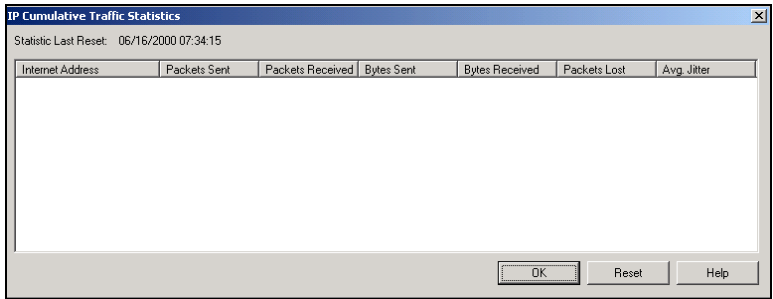 IP Cumulative Traffic Statistics
Statistic Last Reset: 06/16/2000 07:34:15
Internet Address Packets Sent Packets Received Bytes Sent Bytes Received Packets Lost Avg. Jitter
OK Reset Help